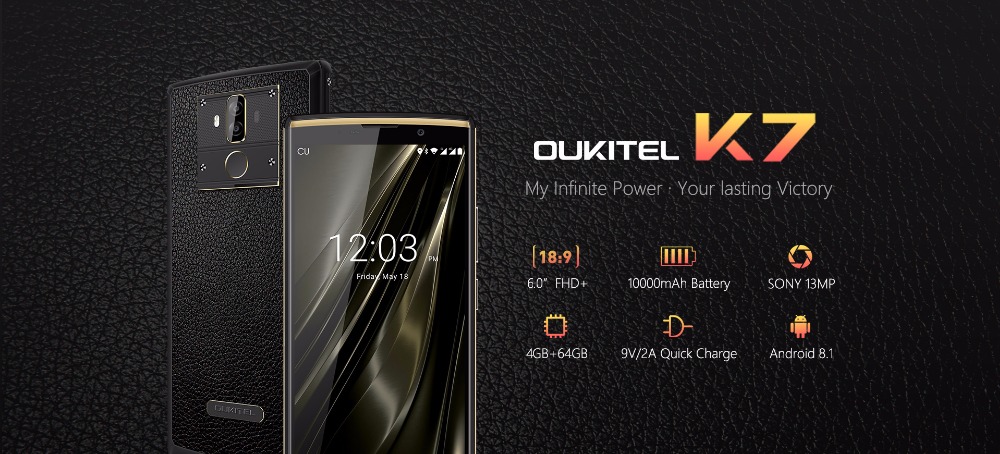 CU
12:03 PM
Friday, May 18
OUKITEL
OUKITEL K7
My Infinite Power · Your lasting Victory
18:9
6.0" FHD+
10000mAh Battery
SONY 13MP
4GB+64GB
9V/2A Quick Charge
Android 8.1